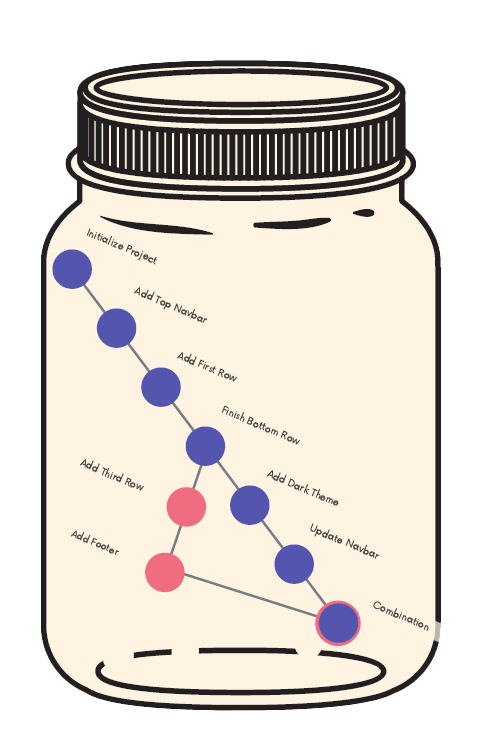 Initialize Project
Add Top Navbar
Add First Row
Finish Bottom Row
Add Third Row
Add Dark Theme
Add Footer
Update Navbar
Combination